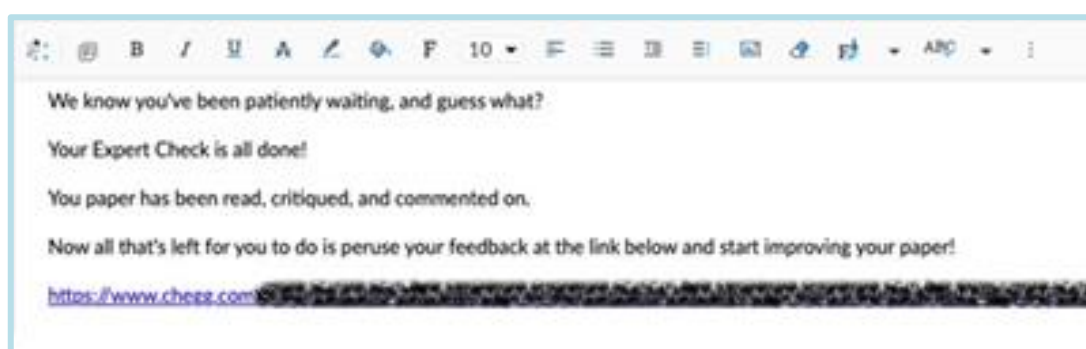 B I U A F 10 ABC
We know you've been patiently waiting, and guess what?
Your Expert Check is all done!
You paper has been read, critiqued, and commented on.
Now all that's left for you to do is peruse your feedback at the link below and start improving your paper!
https://www.chegg.com